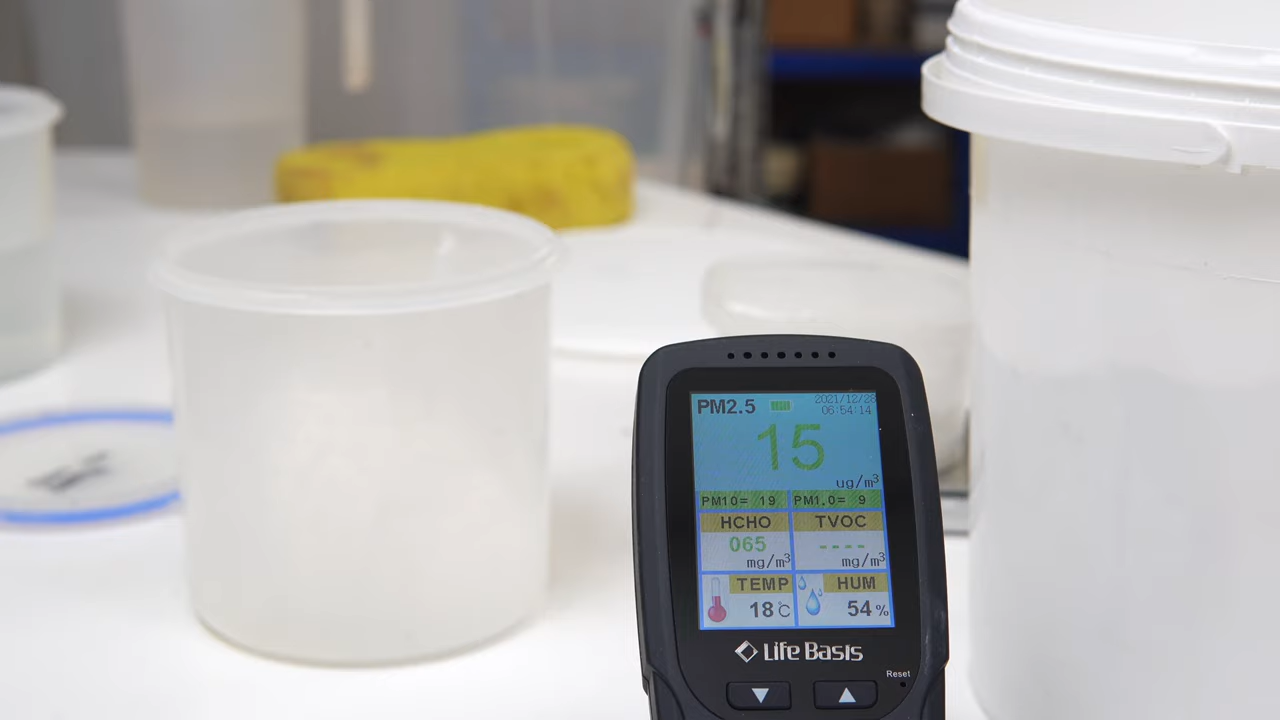 PM2.5
2021/12/28
06:54:14
15
ug/m³
PM10= 19 PM1.0= 9
HCHO TVOC
065 ----
mg/m³ mg/m³
TEMP HUM
18℃ 54%
Life Basis
Reset